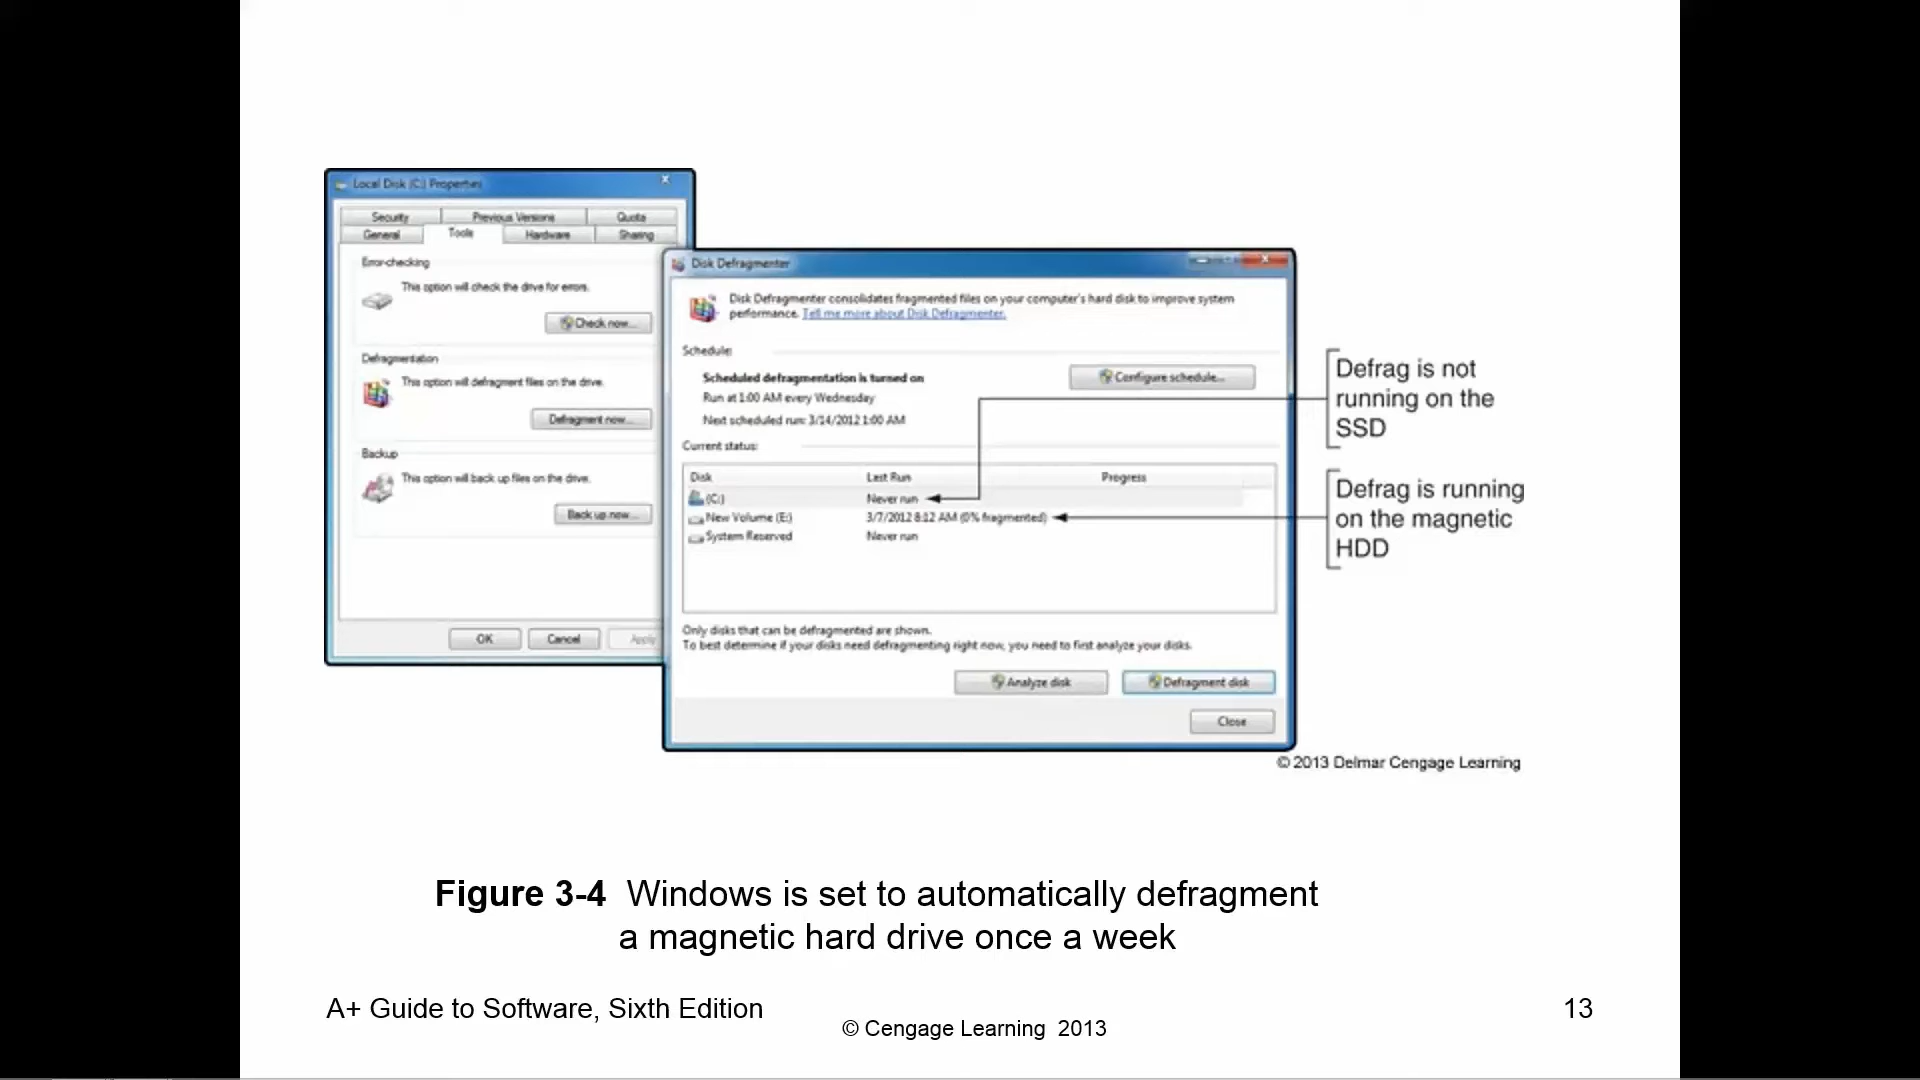 Local Disk (C:) Properties
Security Previous Versions Quota
General Tools Hardware Sharing
Error-checking
This option will check the drive for errors.
Check now...
Defragmentation
This option will defragment files on the drive.
Defragment now...
Backup
This option will back up files on the drive.
Back up now...
OK Cancel Apply
Disk Defragmenter
Disk Defragmenter consolidates fragmented files on your computer's hard disk to improve system
performance. Tell me more about Disk Defragmenter.
Schedule:
Scheduled defragmentation is turned on
Configure schedule...
Run at 1:00 AM every Wednesday
Next scheduled run: 3/14/2012 1:00 AM
Current status:
Disk Last Run Progress
(C:) Never run
New Volume (E:) 3/7/2012 8:12 AM (0% fragmented)
System Reserved Never run
Only disks that can be defragmented are shown.
To best determine if your disks need defragmenting right now, you need to first analyze your disks.
Analyze disk Defragment disk
Close
Defrag is not
running on the
SSD
Defrag is running
on the magnetic
HDD
© 2013 Delmar Cengage Learning
Figure 3-4 Windows is set to automatically defragment
a magnetic hard drive once a week
A+ Guide to Software, Sixth Edition
© Cengage Learning 2013
13